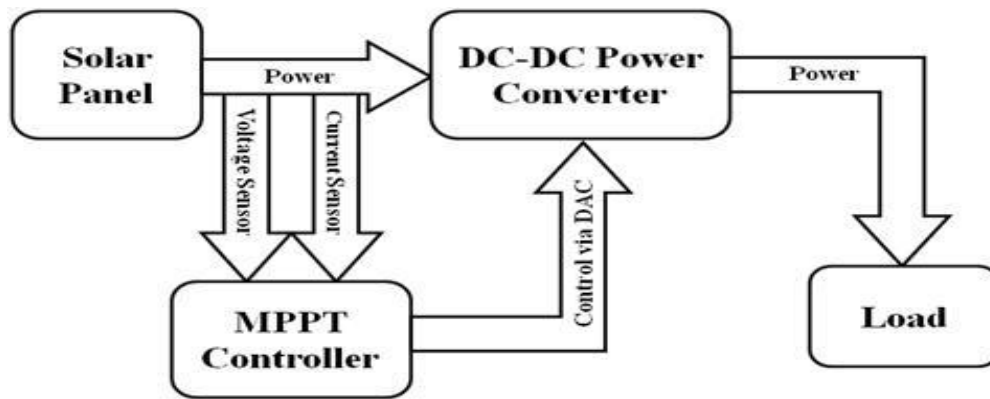 Solar
Panel
Power
DC-DC Power
Converter
Power
Voltage Sensor
Current Sensor
Control via DAC
MPPT
Controller
Load